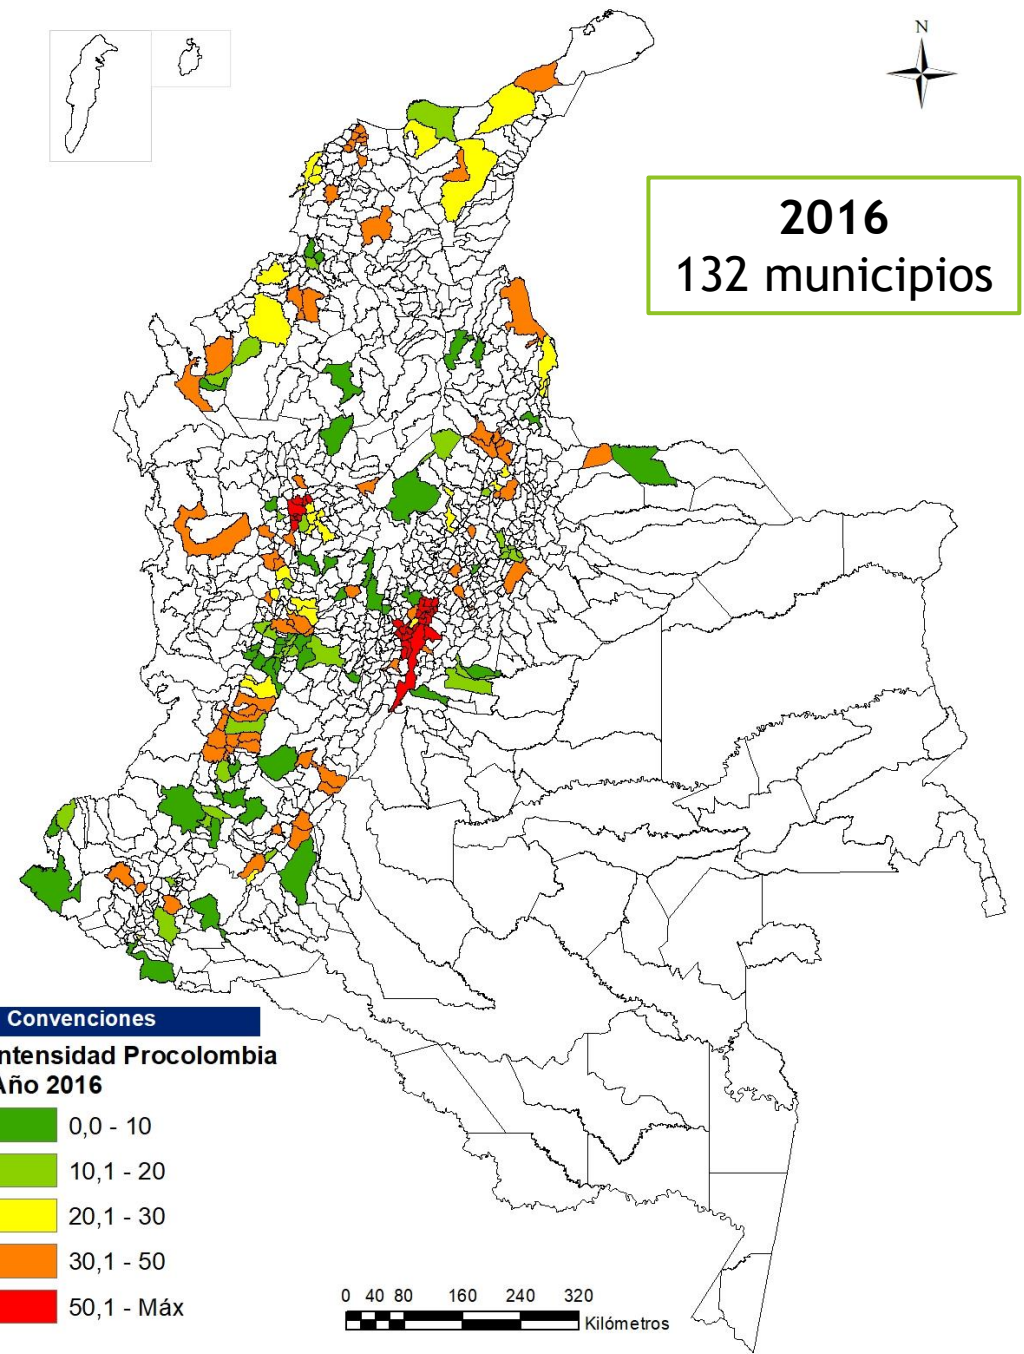 N
2016
132 municipios
Convenciones
ntensidad Procolombia
Año 2016
0,0 - 10
10,1 - 20
20,1 - 30
30,1 - 50
50,1 - Máx
0 40 80 160 240 320
Kilómetros